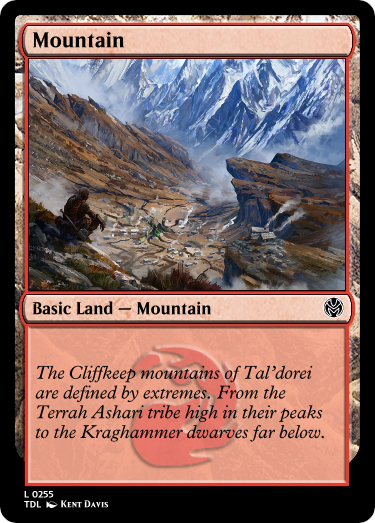 Mountain
Basic Land — Mountain
The Cliffkeep mountains of Tal'dorei
are defined by extremes. From the
Terrah Ashari tribe high in their peaks
to the Kraghammer dwarves far below.
L 0255
TDL Kent Davis